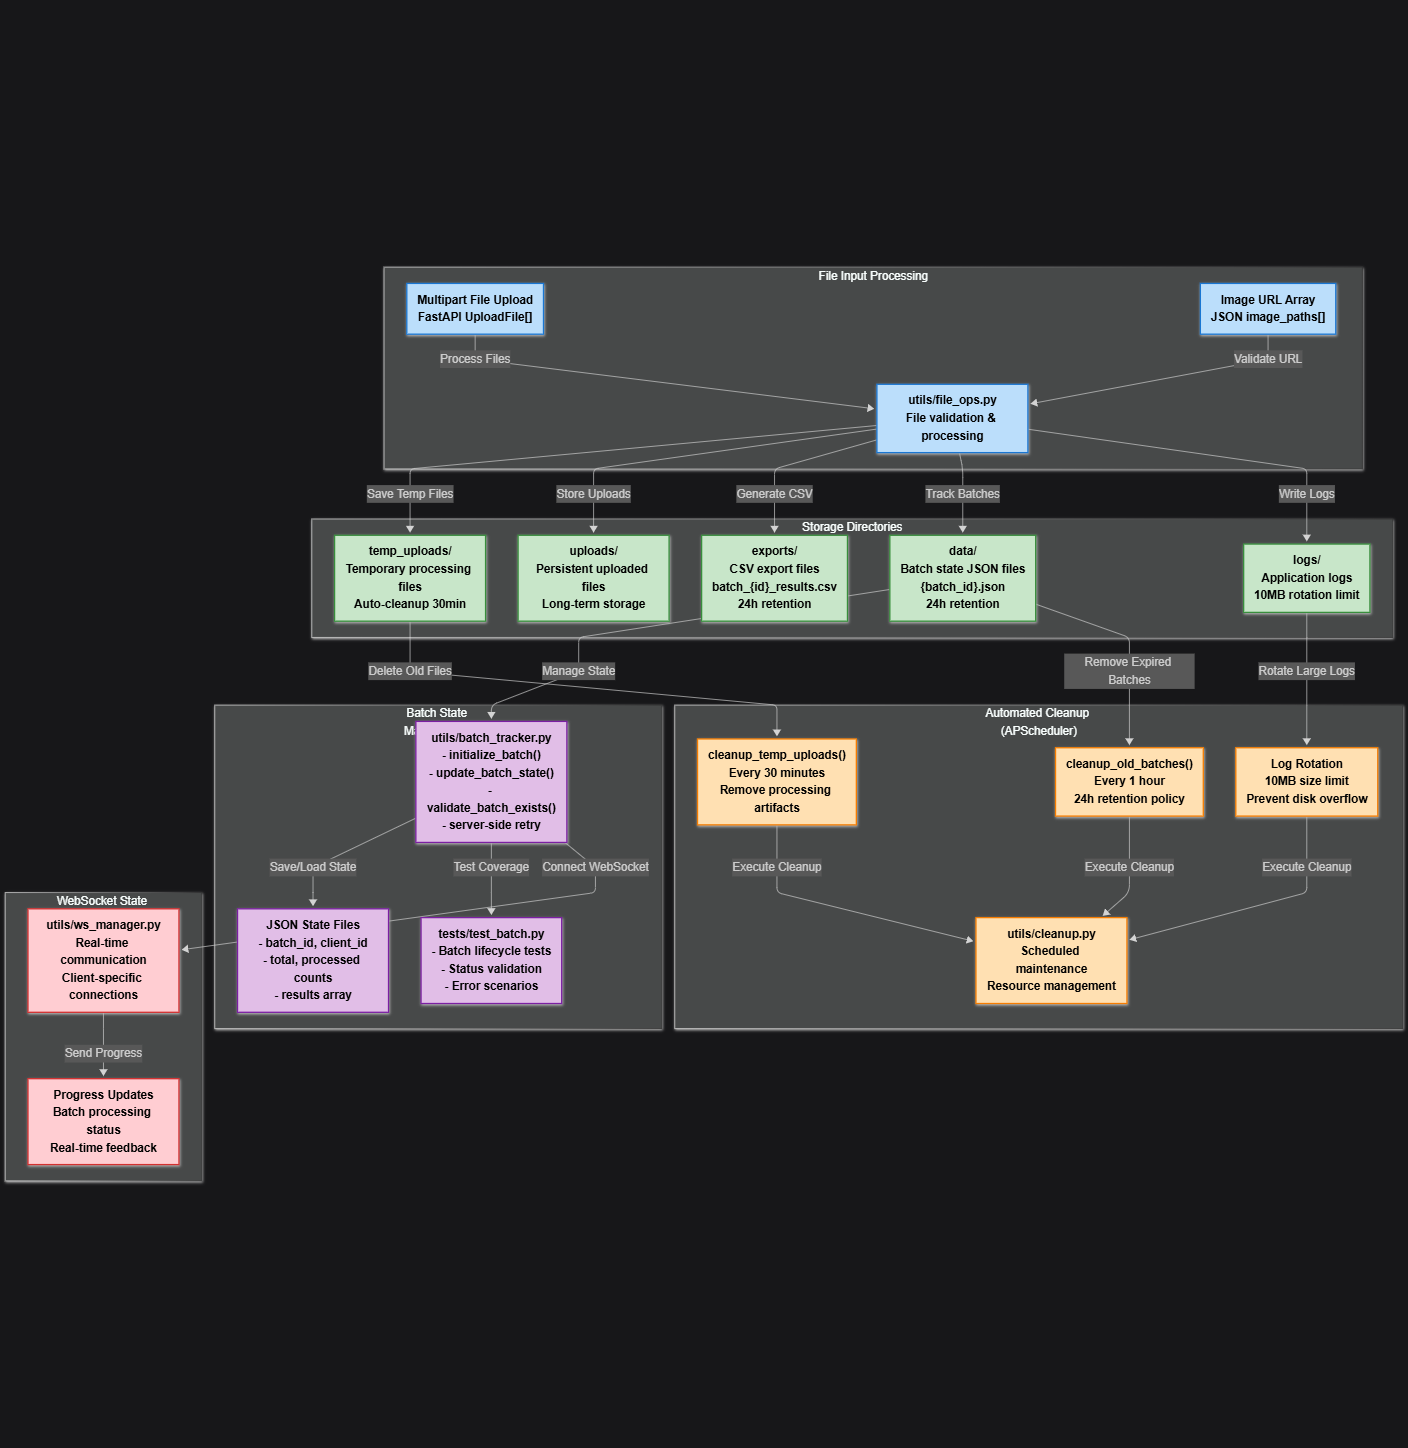 File Input Processing
Multipart File Upload
FastAPI UploadFile[]
Image URL Array
JSON image_paths[]
Process Files
Validate URL
utils/file_ops.py
File validation &
processing
Save Temp Files
Store Uploads
Generate CSV
Track Batches
Write Logs
Storage Directories
temp_uploads/
Temporary processing
files
Auto-cleanup 30min
uploads/
Persistent uploaded
files
Long-term storage
exports/
CSV export files
batch_{id}_results.csv
24h retention
data/
Batch state JSON files
{batch_id}.json
24h retention
logs/
Application logs
10MB rotation limit
Delete Old Files
Manage State
Remove Expired
Batches
Rotate Large Logs
Batch State
utils/batch_tracker.py
- initialize_batch()
- update_batch_state()
-
validate_batch_exists()
- server-side retry
Automated Cleanup
(APScheduler)
cleanup_temp_uploads()
Every 30 minutes
Remove processing
artifacts
cleanup_old_batches()
Every 1 hour
24h retention policy
Log Rotation
10MB size limit
Prevent disk overflow
Save/Load State
Test Coverage
Connect WebSocket
Execute Cleanup
Execute Cleanup
Execute Cleanup
WebSocket State
utils/ws_manager.py
Real-time
communication
Client-specific
connections
JSON State Files
- batch_id, client_id
- total, processed
counts
- results array
tests/test_batch.py
- Batch lifecycle tests
- Status validation
- Error scenarios
utils/cleanup.py
Scheduled
maintenance
Resource management
Send Progress
Progress Updates
Batch processing
status
Real-time feedback